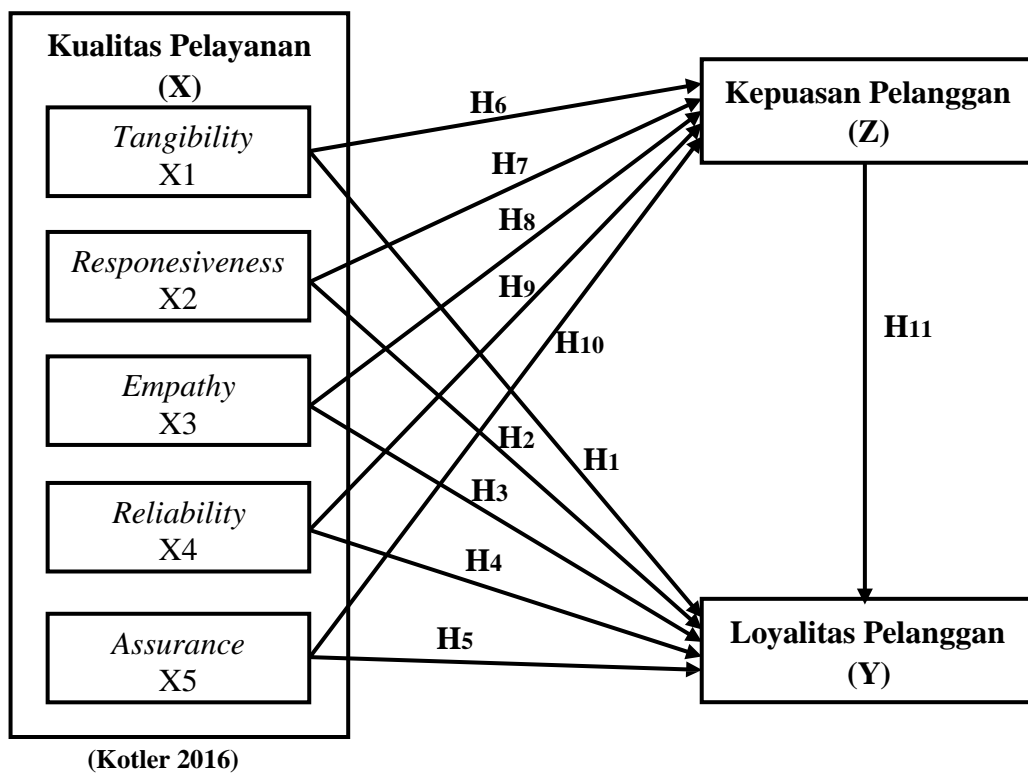 Kualitas Pelayanan
(X)
Tangibility
X1
Responesiveness
X2
Empathy
X3
Reliability
X4
Assurance
X5
(Kotler 2016)
H6
H7
H8
H9
H10
H2
H1
H3
H4
H5
Kepuasan Pelanggan
(Z)
H11
Loyalitas Pelanggan
(Y)